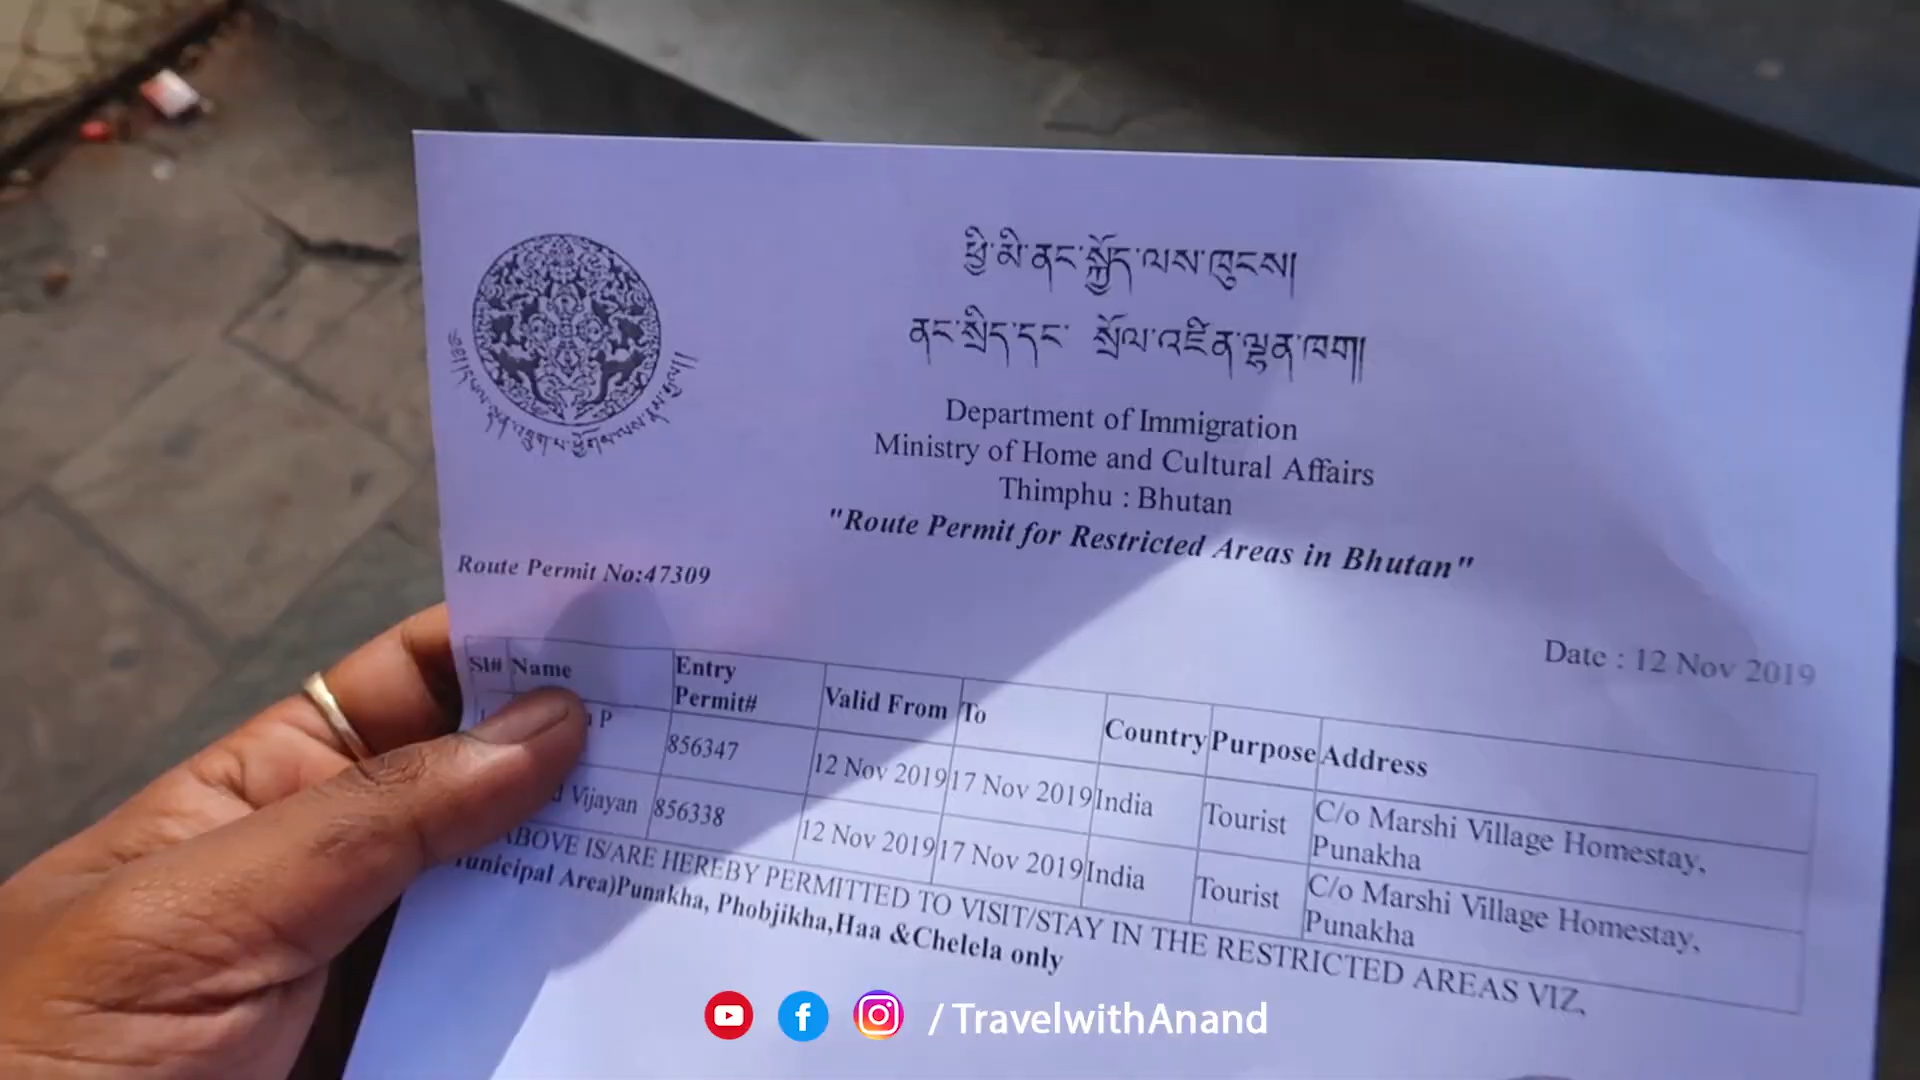 ཕྱི་མི་ནང་སྐྱོད་ལས་ཁུངས།
ནང་སྲིད་དང་ སྲོལ་འཛིན་ལྷན་ཁག།
Department of Immigration
Ministry of Home and Cultural Affairs
Thimphu : Bhutan
"Route Permit for Restricted Areas in Bhutan"
Route Permit No:47309
Date : 12 Nov 2019
Sl# Name Entry Permit# Valid From To Country Purpose Address
P 856347 12 Nov 2019 17 Nov 2019 India Tourist C/o Marshi Village Homestay, Punakha
Vijayan 856338 12 Nov 2019 17 Nov 2019 India Tourist C/o Marshi Village Homestay, Punakha
ABOVE IS/ARE HEREBY PERMITTED TO VISIT/STAY IN THE RESTRICTED AREAS VIZ,
Area)Punakha, Phobjikha,Haa &Chelela only
/TravelwithAnand